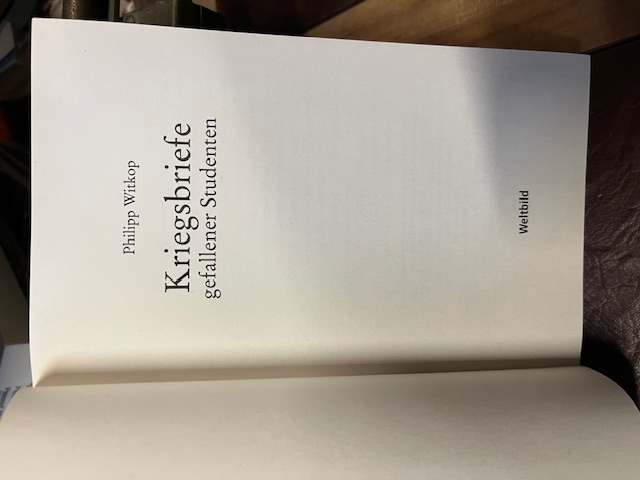 Philipp Witkop
Kriegsbriefe
gefallener Studenten
Weltbild